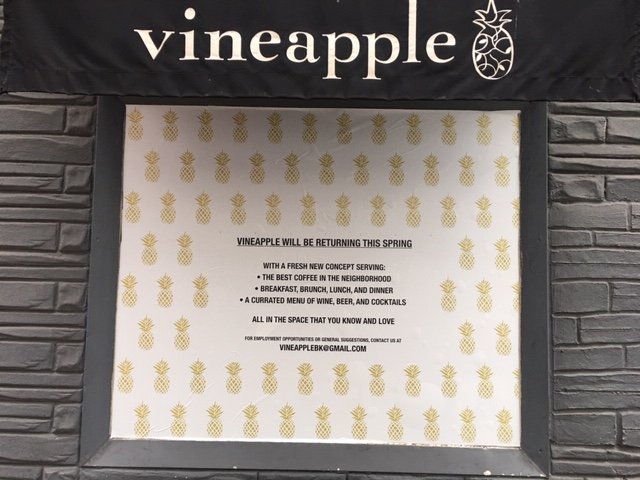 vineapple
VINEAPPLE WILL BE RETURNING THIS SPRING
WITH A FRESH NEW CONCEPT SERVING:
• THE BEST COFFEE IN THE NEIGHBORHOOD
• BREAKFAST, BRUNCH, LUNCH, AND DINNER
• A CURRATED MENU OF WINE, BEER, AND COCKTAILS
ALL IN THE SPACE THAT YOU KNOW AND LOVE
FOR EMPLOYMENT OPPORTUNITIES OR GENERAL SUGGESTIONS, CONTACT US AT
VINEAPPLEBK@GMAIL.COM